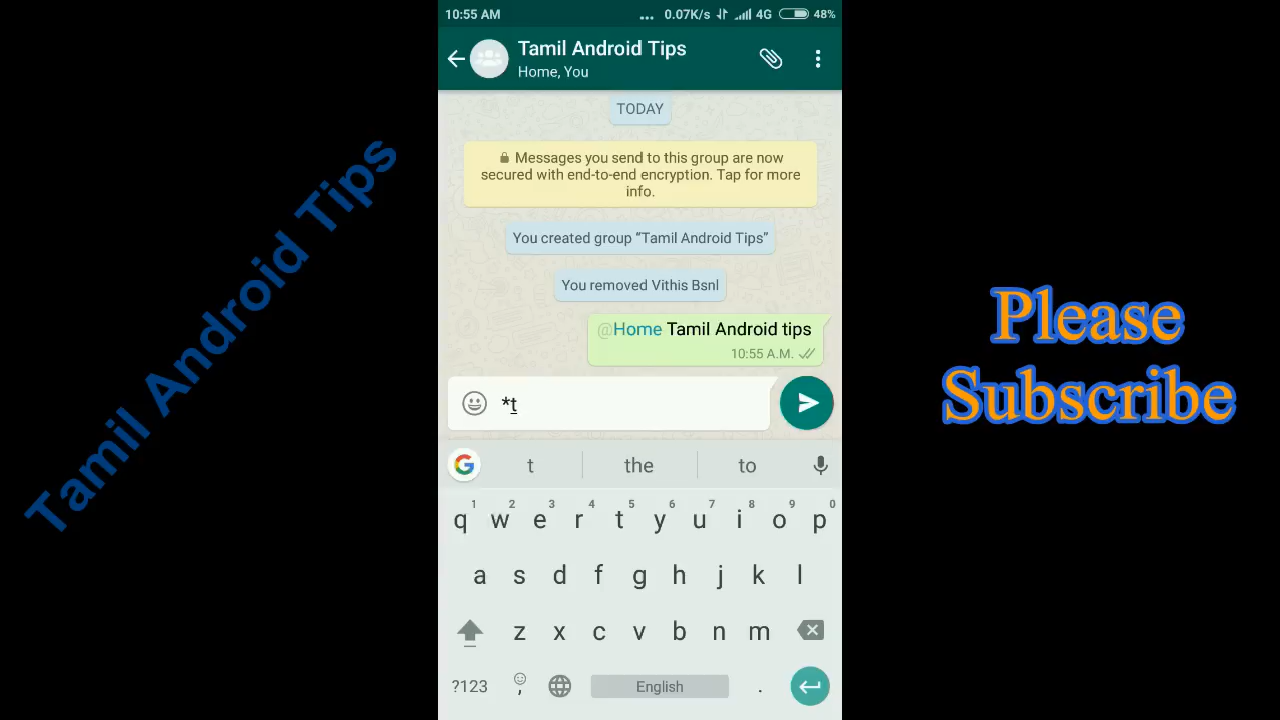 Tamil Android Tips
10:55 AM
... 0.07K/s 4G 48%
Tamil Android Tips
Home, You
TODAY
Messages you send to this group are now
secured with end-to-end encryption. Tap for more
info.
You created group “Tamil Android Tips”
You removed Vithis Bsnl
@Home Tamil Android tips
10:55 A.M.
*t
G t the to
1 2 3 4 5 6 7 8 9 0
q w e r t y u i o p
a s d f g h j k l
z x c v b n m
?123 , English .
Please
Subscribe